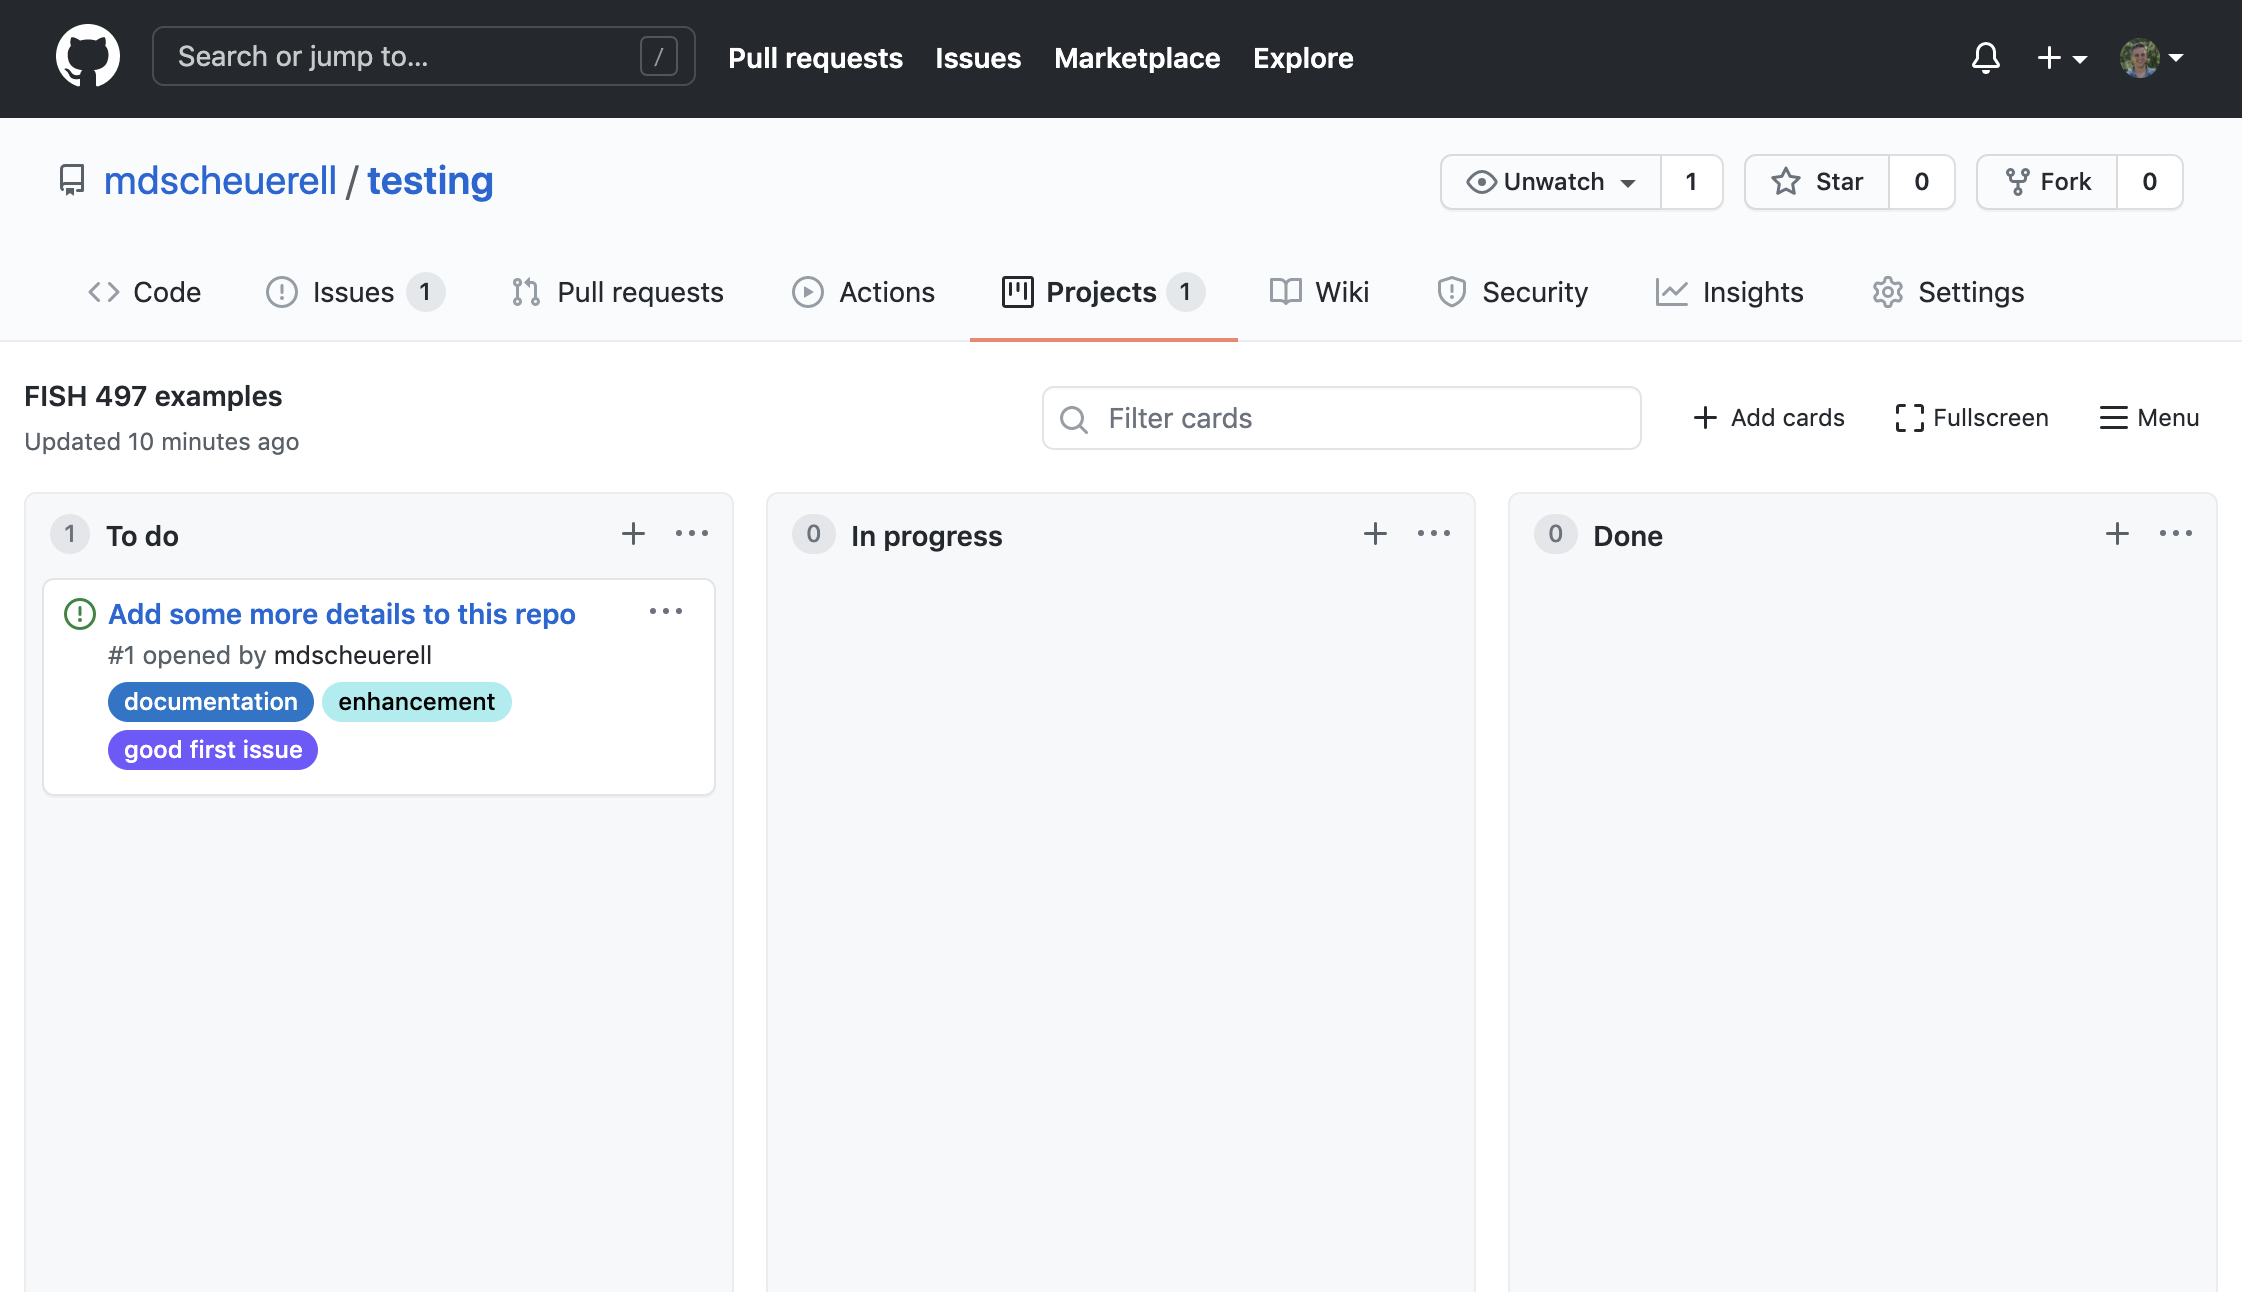 Search or jump to... /
Pull requests Issues Marketplace Explore
mdscheuerell / testing
Unwatch 1 Star 0 Fork 0
Code Issues 1 Pull requests Actions Projects 1 Wiki Security Insights Settings
FISH 497 examples
Updated 10 minutes ago
Filter cards
Add cards Fullscreen Menu
1 To do
Add some more details to this repo
#1 opened by mdscheuerell
documentation enhancement
good first issue
0 In progress
0 Done